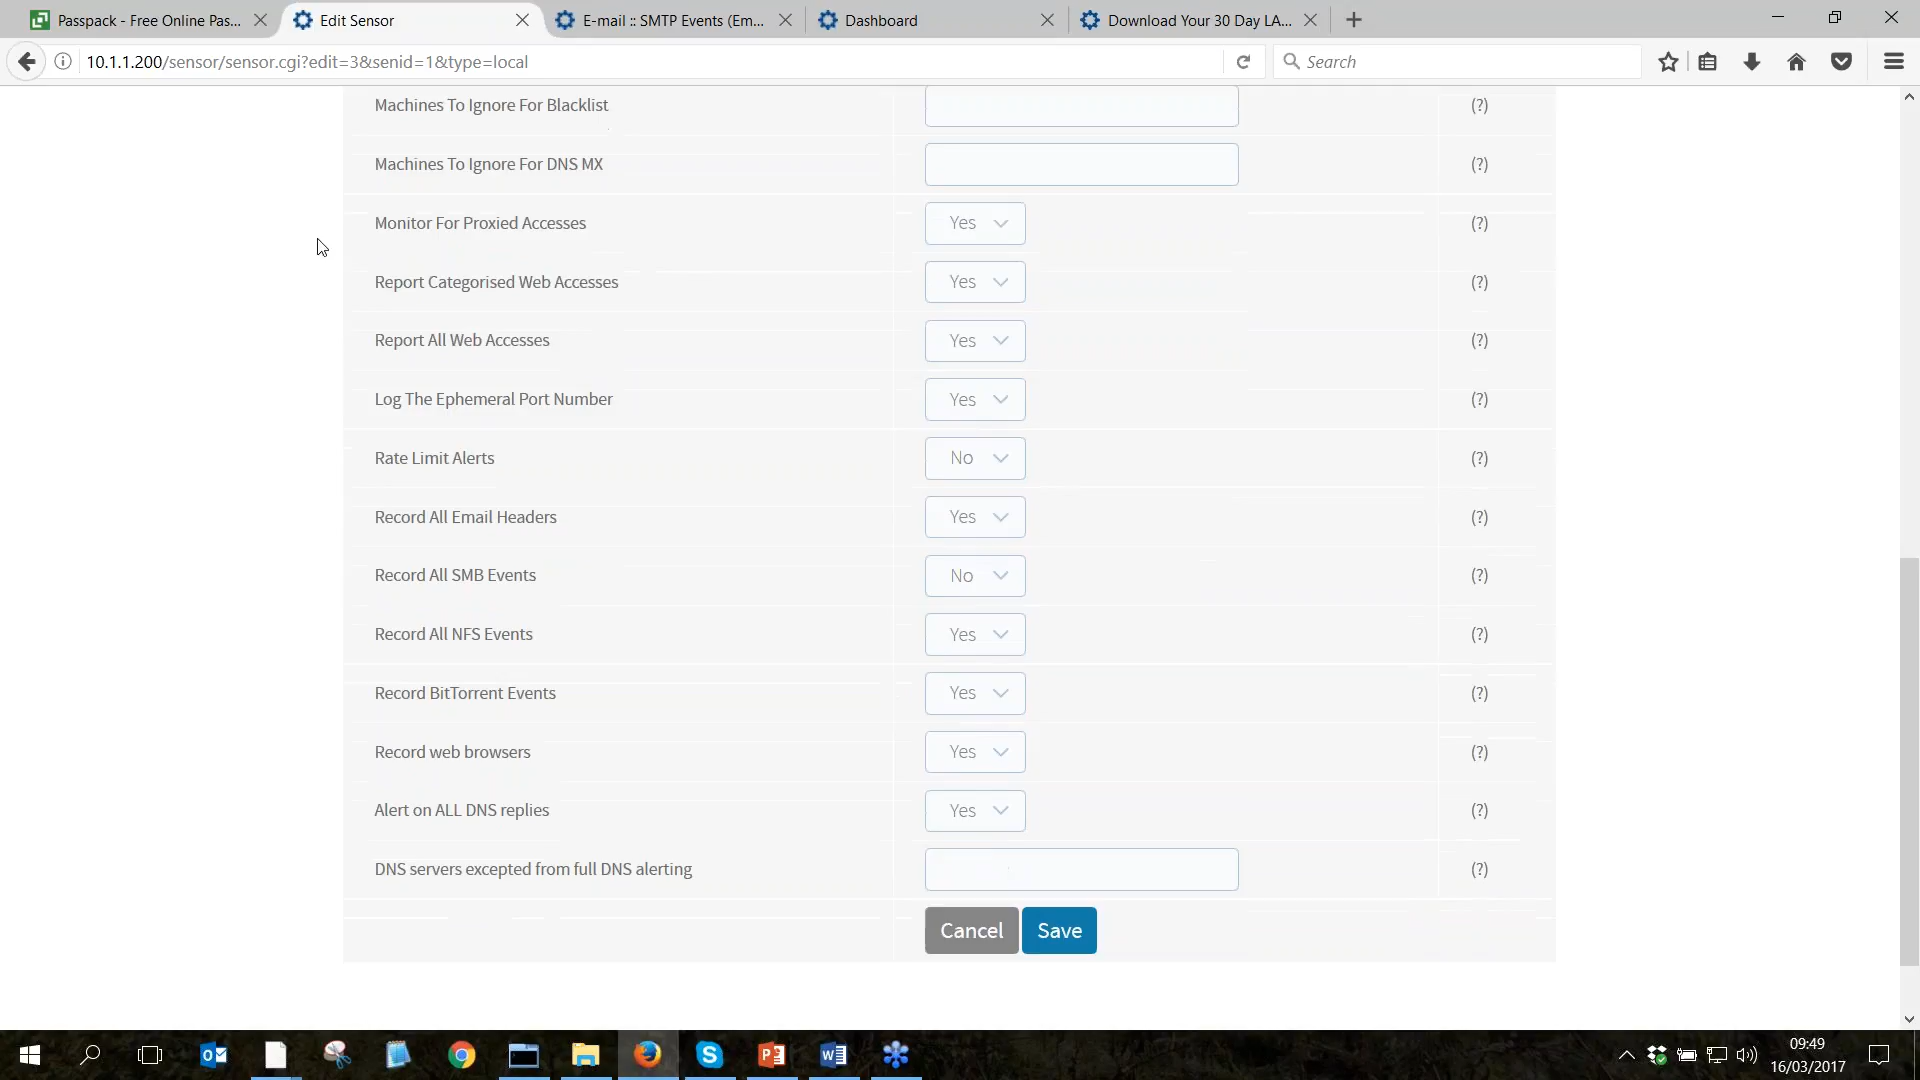 Passpack - Free Online Pas...
Edit Sensor
E-mail :: SMTP Events (Em...
Dashboard
Download Your 30 Day LA...
10.1.1.200/sensor/sensor.cgi?edit=3&senid=1&type=local
Search
Machines To Ignore For Blacklist (?)
Machines To Ignore For DNS MX (?)
Monitor For Proxied Accesses Yes (?)
Report Categorised Web Accesses Yes (?)
Report All Web Accesses Yes (?)
Log The Ephemeral Port Number Yes (?)
Rate Limit Alerts No (?)
Record All Email Headers Yes (?)
Record All SMB Events No (?)
Record All NFS Events Yes (?)
Record BitTorrent Events Yes (?)
Record web browsers Yes (?)
Alert on ALL DNS replies Yes (?)
DNS servers excepted from full DNS alerting (?)
Cancel Save
09:49
16/03/2017